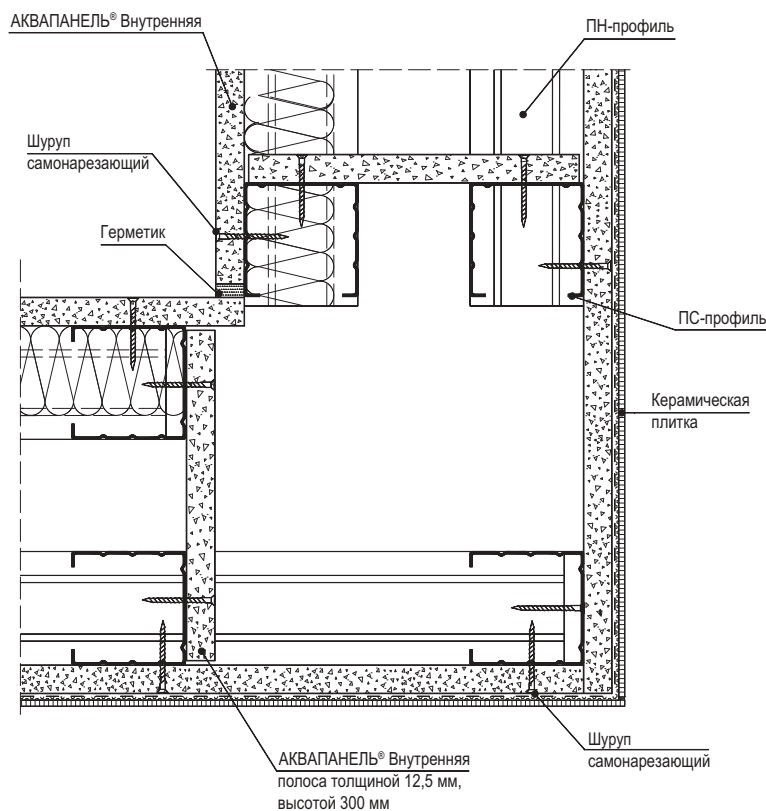 АКВАПАНЕЛЬ® Внутренняя
ПН-профиль
Шуруп
самонарезающий
Герметик
ПС-профиль
Керамическая
плитка
Шуруп
самонарезающий
АКВАПАНЕЛЬ® Внутренняя
полоса толщиной 12,5 мм,
высотой 300 мм